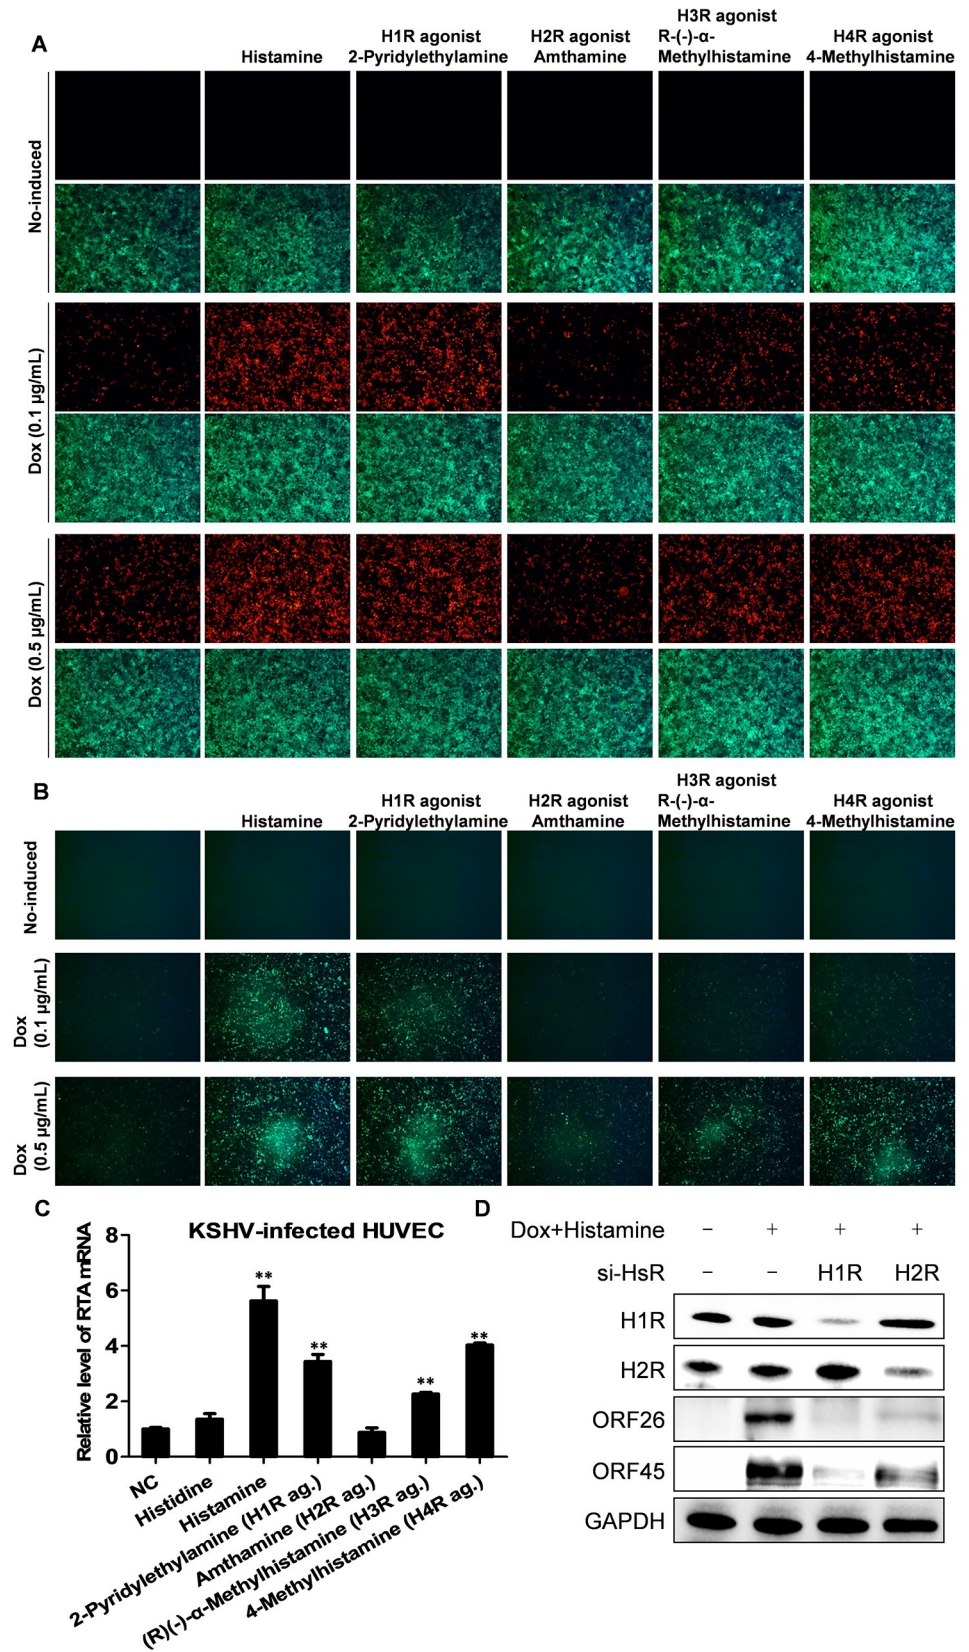 A
Histamine
H1R agonist
2-Pyridylethylamine
H2R agonist
Amthamine
H3R agonist
R-(-)-α-
Methylhistamine
H4R agonist
4-Methylhistamine
No-induced
Dox (0.1 µg/mL)
Dox (0.5 µg/mL)
B
Histamine
H1R agonist
2-Pyridylethylamine
H2R agonist
Amthamine
H3R agonist
R-(-)-α-
Methylhistamine
H4R agonist
4-Methylhistamine
No-induced
Dox
(0.1 µg/mL)
Dox
(0.5 µg/mL)
C
KSHV-infected HUVEC
Relative level of RTA mRNA
8
6
4
2
0
**
**
**
**
NC
Histidine
Histamine
2-Pyridylethylamine (H1R ag.)
Amthamine (H2R ag.)
(R)(-)-α-Methylhistamine (H3R ag.)
4-Methylhistamine (H4R ag.)
D
Dox+Histamine – + + +
si-HsR – – H1R H2R
H1R
H2R
ORF26
ORF45
GAPDH